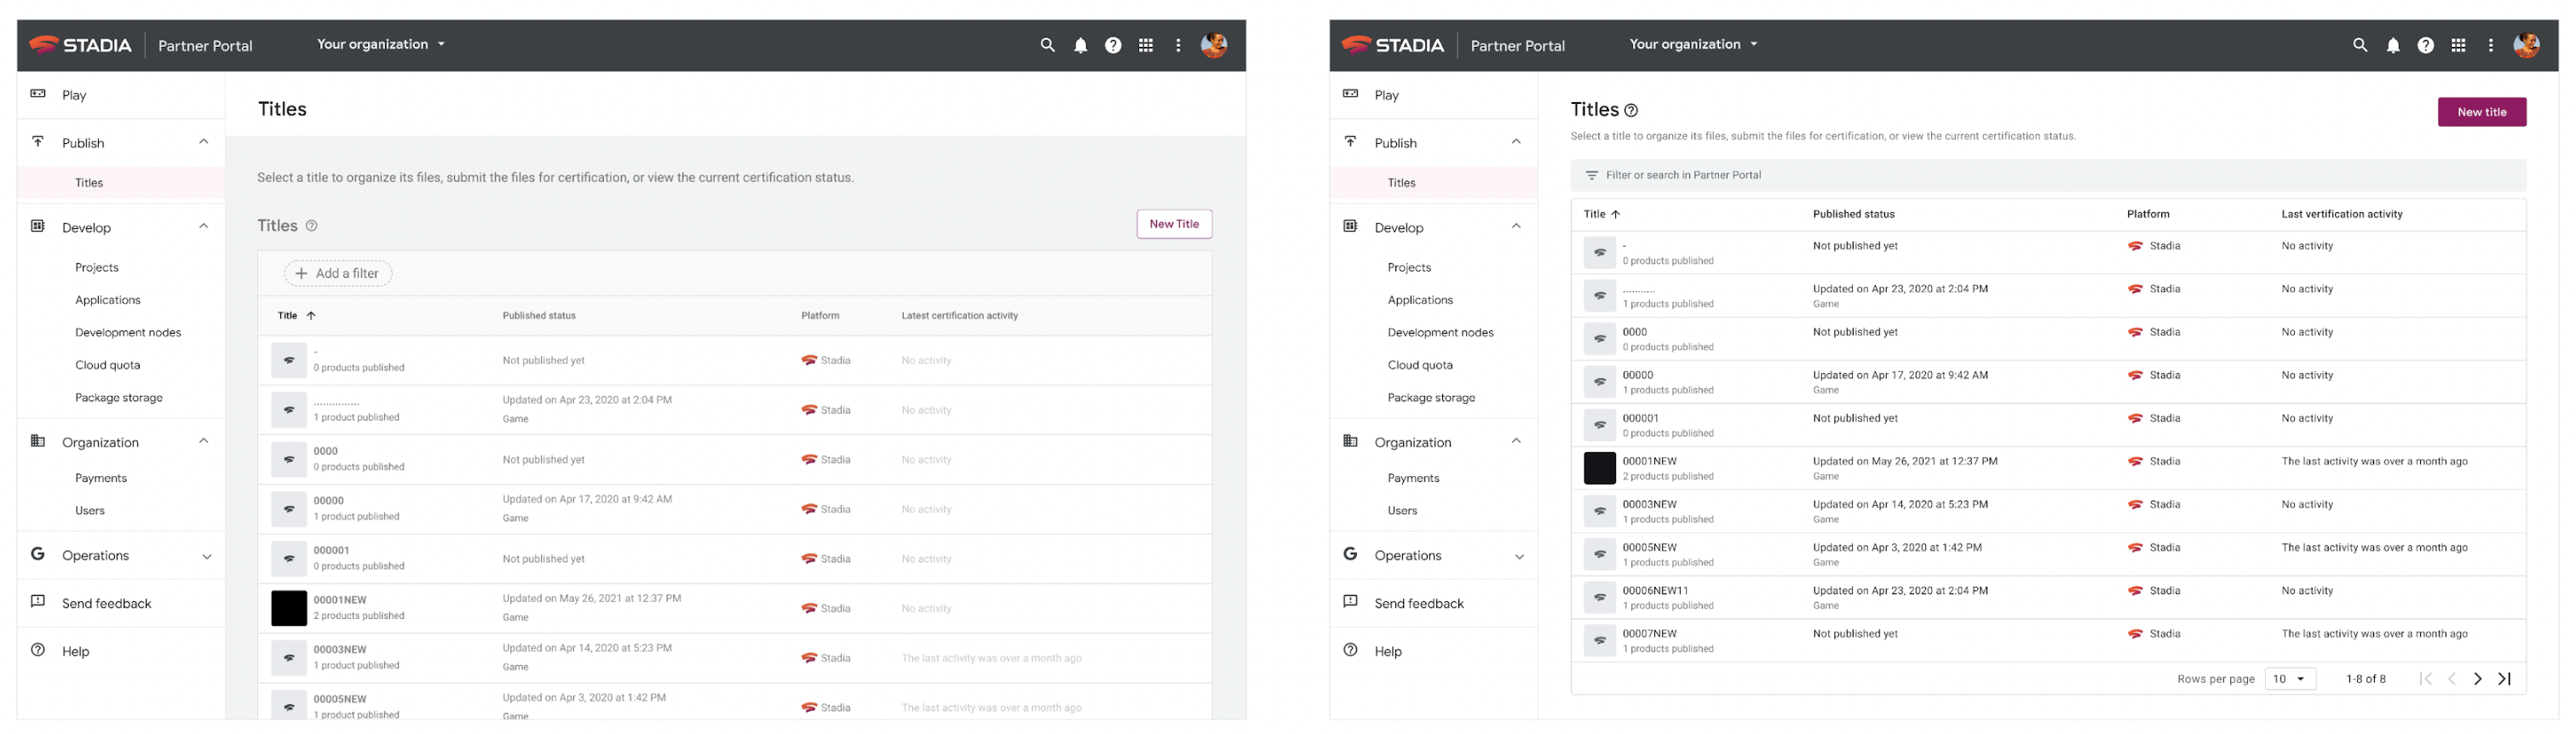 STADIA Partner Portal Your organization
Play
Publish
Titles
Develop
Projects
Applications
Development nodes
Cloud quota
Package storage
Organization
Payments
Users
Operations
Send feedback
Help
Titles
Select a title to organize its files, submit the files for certification, or view the current certification status.
Titles
New Title
+ Add a filter
Title Published status Platform Latest certification activity
- Not published yet Stadia No activity
0 products published
............... Updated on Apr 23, 2020 at 2:04 PM Stadia No activity
1 product published Game
0000 Not published yet Stadia No activity
0 products published
00000 Updated on Apr 17, 2020 at 9:42 AM Stadia No activity
1 product published Game
000001 Not published yet Stadia No activity
0 products published
00001NEW Updated on May 26, 2021 at 12:37 PM Stadia No activity
2 products published Game
00003NEW Updated on Apr 14, 2020 at 5:23 PM Stadia The last activity was over a month ago
1 product published Game
00005NEW Updated on Apr 3, 2020 at 1:42 PM Stadia The last activity was over a month ago
1 product published Game
STADIA Partner Portal Your organization
Play
Publish
Titles
Develop
Projects
Applications
Development nodes
Cloud quota
Package storage
Organization
Payments
Users
Operations
Send feedback
Help
Titles
New title
Select a title to organize its files, submit the files for certification, or view the current certification status.
Filter or search in Partner Portal
Title Published status Platform Last vertification activity
- Not published yet Stadia No activity
0 products published
........... Updated on Apr 23, 2020 at 2:04 PM Stadia No activity
1 products published Game
0000 Not published yet Stadia No activity
0 products published
00000 Updated on Apr 17, 2020 at 9:42 AM Stadia No activity
1 products published Game
000001 Not published yet Stadia No activity
0 products published
00001NEW Updated on May 26, 2021 at 12:37 PM Stadia The last activity was over a month ago
2 products published Game
00003NEW Updated on Apr 14, 2020 at 5:23 PM Stadia No activity
1 products published Game
00005NEW Updated on Apr 3, 2020 at 1:42 PM Stadia The last activity was over a month ago
1 products published Game
00006NEW11 Updated on Apr 23, 2020 at 2:04 PM Stadia No activity
1 products published Game
00007NEW Not published yet Stadia The last activity was over a month ago
1 products published
Rows per page 10 1-8 of 8